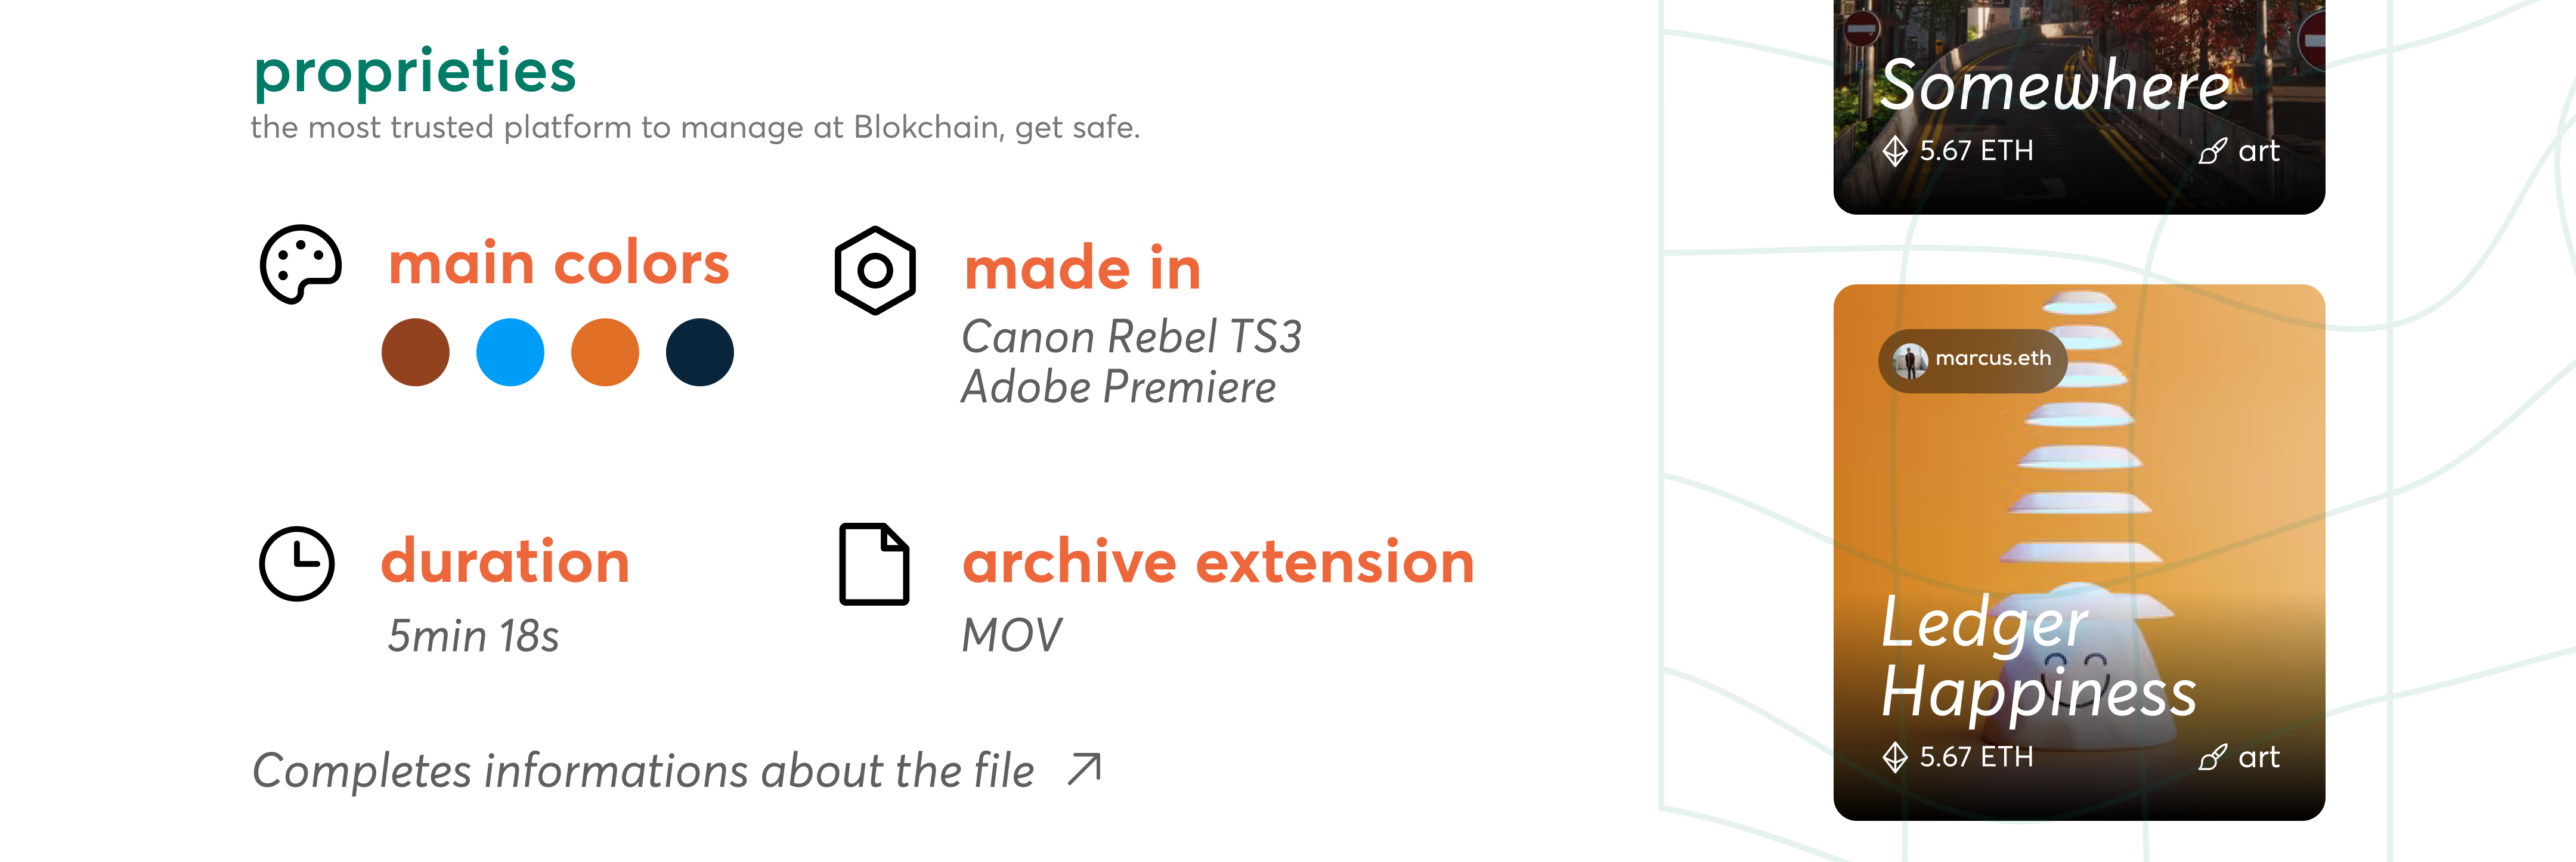 proprieties
the most trusted platform to manage at Blokchain, get safe.
main colors
made in
Canon Rebel TS3
Adobe Premiere
duration
5min 18s
archive extension
MOV
Completes informations about the file
Somewhere
5.67 ETH
art
marcus.eth
Ledger
Happiness
5.67 ETH
art